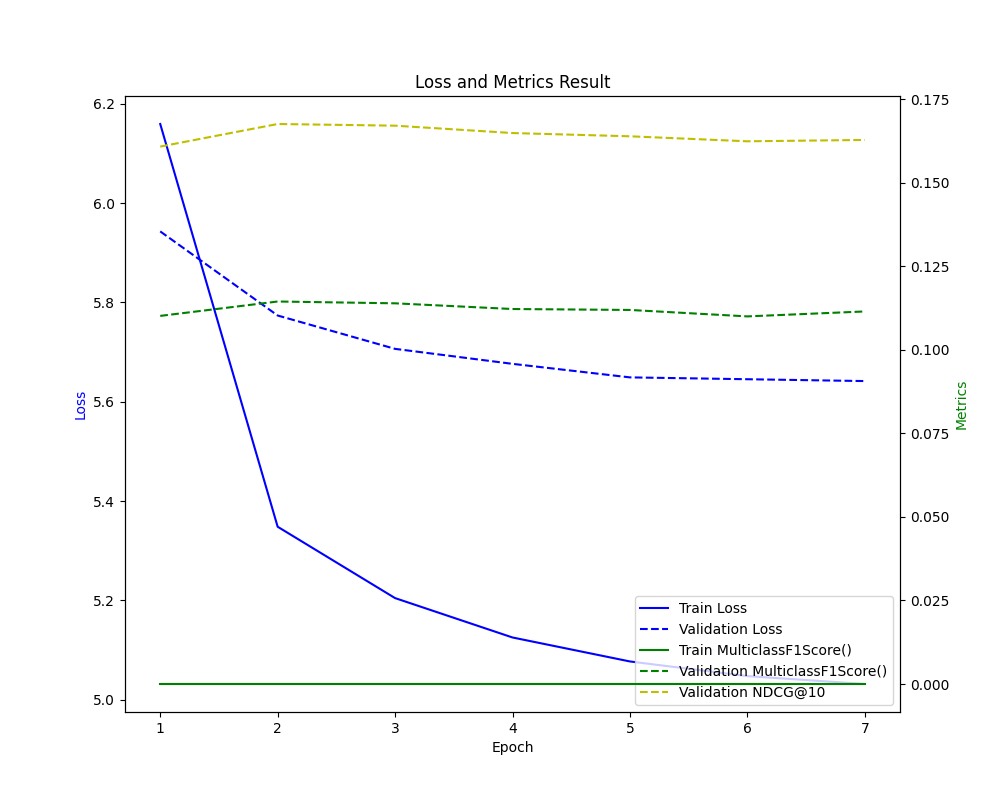 Loss and Metrics Result
6.2
6.0
5.8
5.6
5.4
5.2
5.0
Loss
0.175
0.150
0.125
0.100
0.075
0.050
0.025
0.000
Metrics
Train Loss
Validation Loss
Train MulticlassF1Score()
Validation MulticlassF1Score()
Validation NDCG@10
1 2 3 4 5 6 7
Epoch